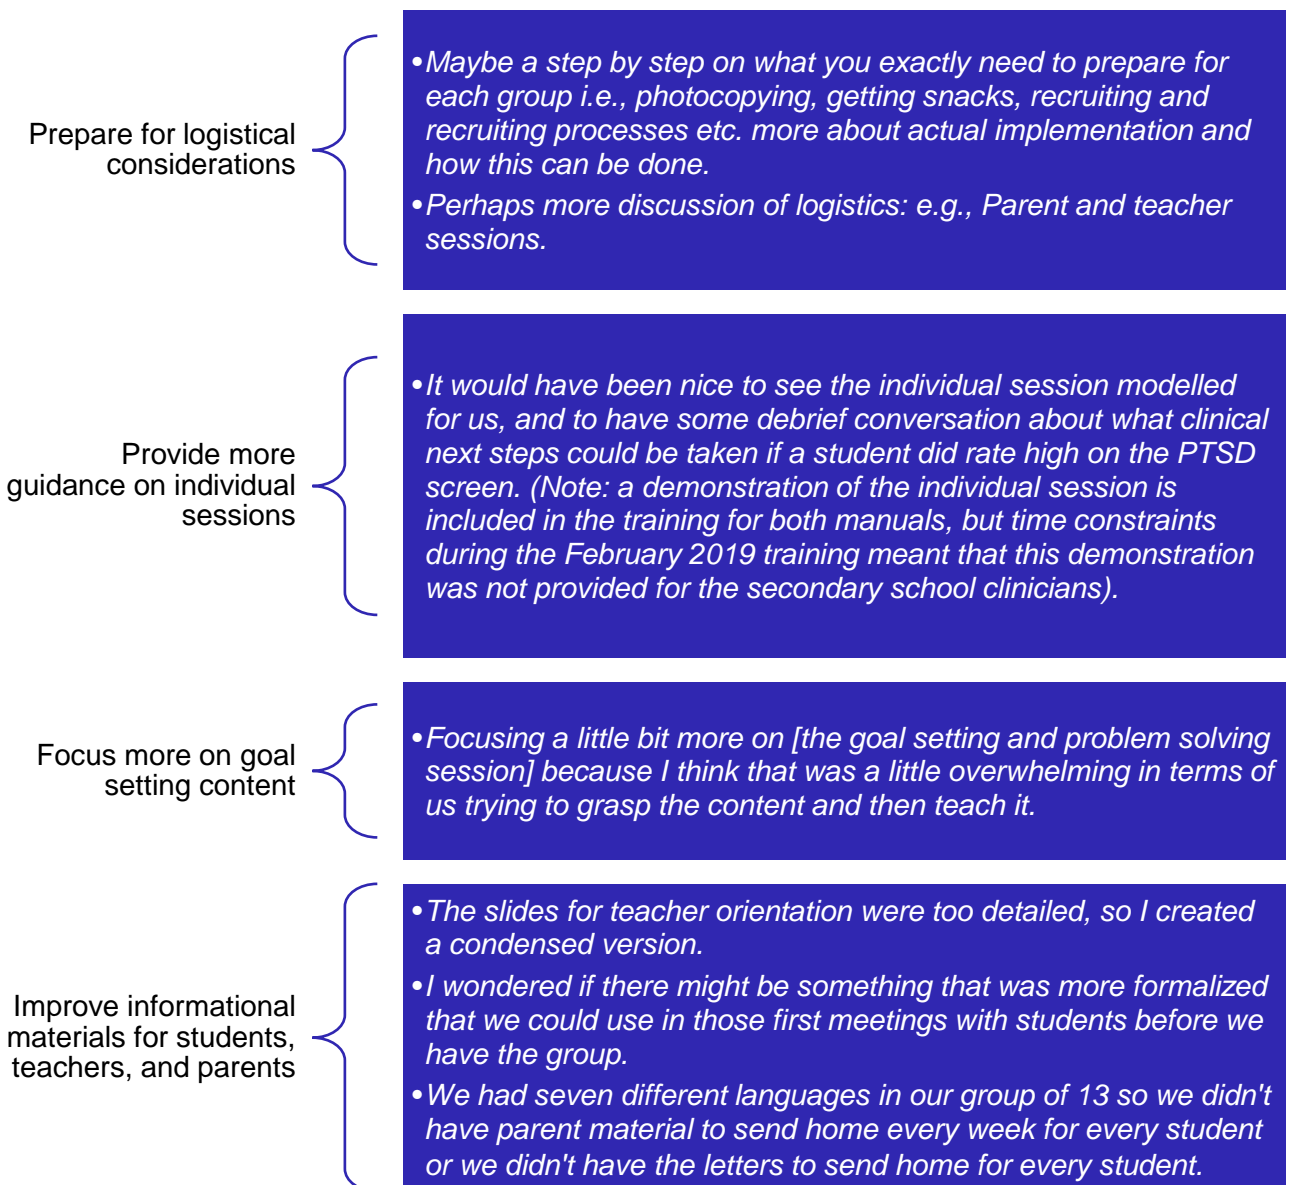 Prepare for logistical
considerations
•Maybe a step by step on what you exactly need to prepare for
each group i.e., photocopying, getting snacks, recruiting and
recruiting processes etc. more about actual implementation and
how this can be done.
•Perhaps more discussion of logistics: e.g., Parent and teacher
sessions.
Provide more
guidance on individual
sessions
•It would have been nice to see the individual session modelled
for us, and to have some debrief conversation about what clinical
next steps could be taken if a student did rate high on the PTSD
screen. (Note: a demonstration of the individual session is
included in the training for both manuals, but time constraints
during the February 2019 training meant that this demonstration
was not provided for the secondary school clinicians).
Focus more on goal
setting content
•Focusing a little bit more on [the goal setting and problem solving
session] because I think that was a little overwhelming in terms of
us trying to grasp the content and then teach it.
Improve informational
materials for students,
teachers, and parents
•The slides for teacher orientation were too detailed, so I created
a condensed version.
•I wondered if there might be something that was more formalized
that we could use in those first meetings with students before we
have the group.
•We had seven different languages in our group of 13 so we didn't
have parent material to send home every week for every student
or we didn't have the letters to send home for every student.